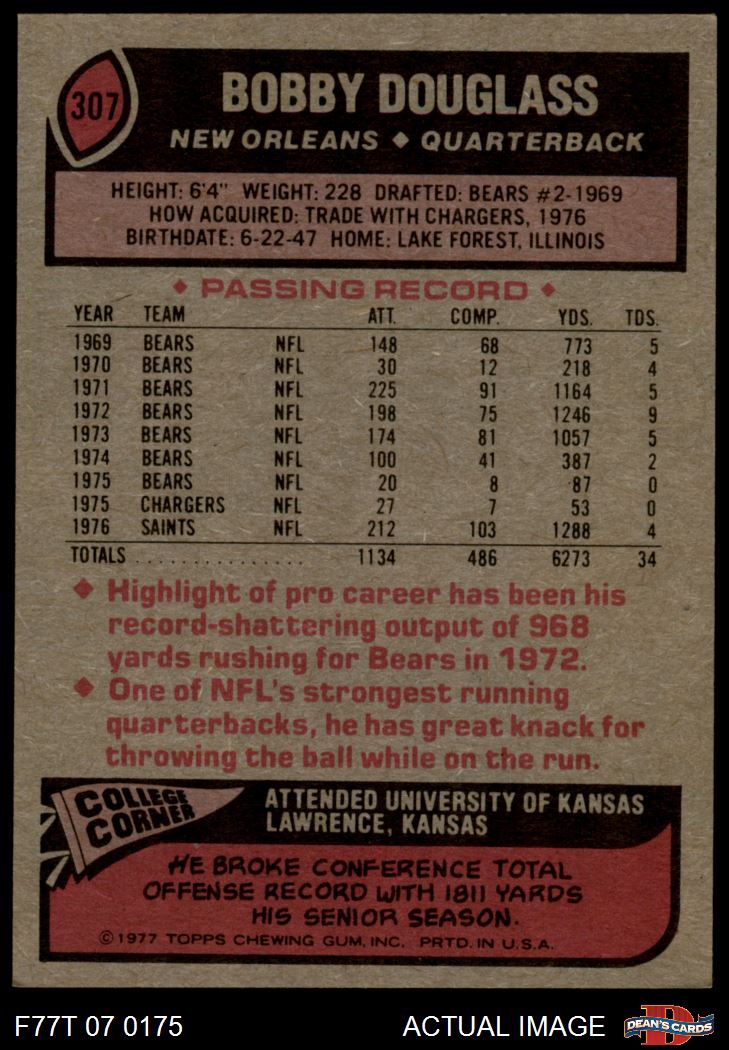 307
BOBBY DOUGLASS
NEW ORLEANS ◆ QUARTERBACK
HEIGHT: 6'4" WEIGHT: 228 DRAFTED: BEARS #2-1969
HOW ACQUIRED: TRADE WITH CHARGERS, 1976
BIRTHDATE: 6-22-47 HOME: LAKE FOREST, ILLINOIS
◆ PASSING RECORD ◆
YEAR TEAM ATT. COMP. YDS. TDS.
1969 BEARS NFL 148 68 773 5
1970 BEARS NFL 30 12 218 4
1971 BEARS NFL 225 91 1164 5
1972 BEARS NFL 198 75 1246 9
1973 BEARS NFL 174 81 1057 5
1974 BEARS NFL 100 41 387 2
1975 BEARS NFL 20 8 87 0
1975 CHARGERS NFL 27 7 53 0
1976 SAINTS NFL 212 103 1288 4
TOTALS . . . . . . . . . . . . . 1134 486 6273 34
◆ Highlight of pro career has been his
record-shattering output of 968
yards rushing for Bears in 1972.
◆ One of NFL's strongest running
quarterbacks, he has great knack for
throwing the ball while on the run.
COLLEGE
CORNER
ATTENDED UNIVERSITY OF KANSAS
LAWRENCE, KANSAS
HE BROKE CONFERENCE TOTAL
OFFENSE RECORD WITH 1811 YARDS
HIS SENIOR SEASON.
© 1977 TOPPS CHEWING GUM, INC. PRTD. IN U.S.A.
F77T 07 0175
ACTUAL IMAGE
D
DEAN'S CARDS